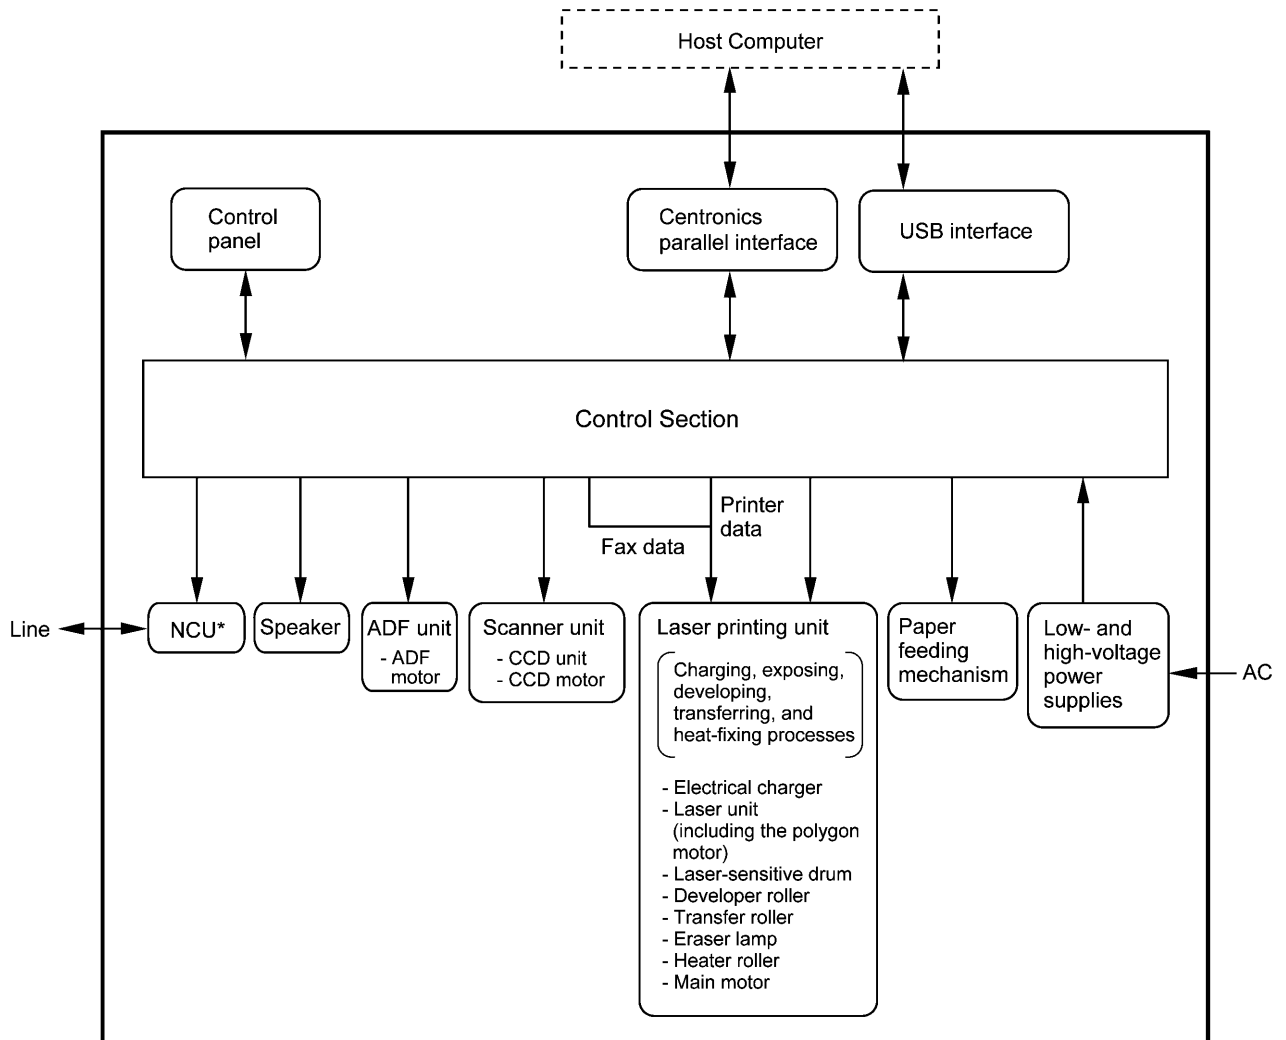 Host Computer
Control
panel
Centronics
parallel interface
USB interface
Control Section
Printer
data
Fax data
Line
NCU*
Speaker
ADF unit
- ADF
motor
Scanner unit
- CCD unit
- CCD motor
Laser printing unit
Charging, exposing,
developing,
transferring, and
heat-fixing processes
- Electrical charger
- Laser unit
(including the polygon
motor)
- Laser-sensitive drum
- Developer roller
- Transfer roller
- Eraser lamp
- Heater roller
- Main motor
Paper
feeding
mechanism
Low- and
high-voltage
power
supplies
AC